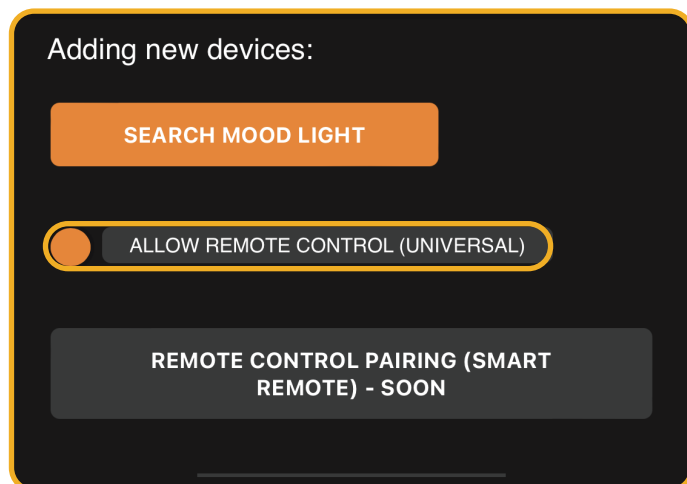 Adding new devices:
SEARCH MOOD LIGHT
ALLOW REMOTE CONTROL (UNIVERSAL)
REMOTE CONTROL PAIRING (SMART
REMOTE) - SOON